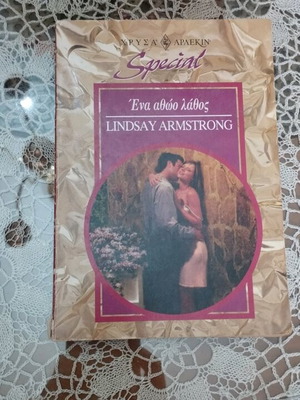 ΧΡΥΣΑ ΑΡΛΕΚΙΝ
Special
Ένα αθώο λάθος
LINDSAY ARMSTRONG